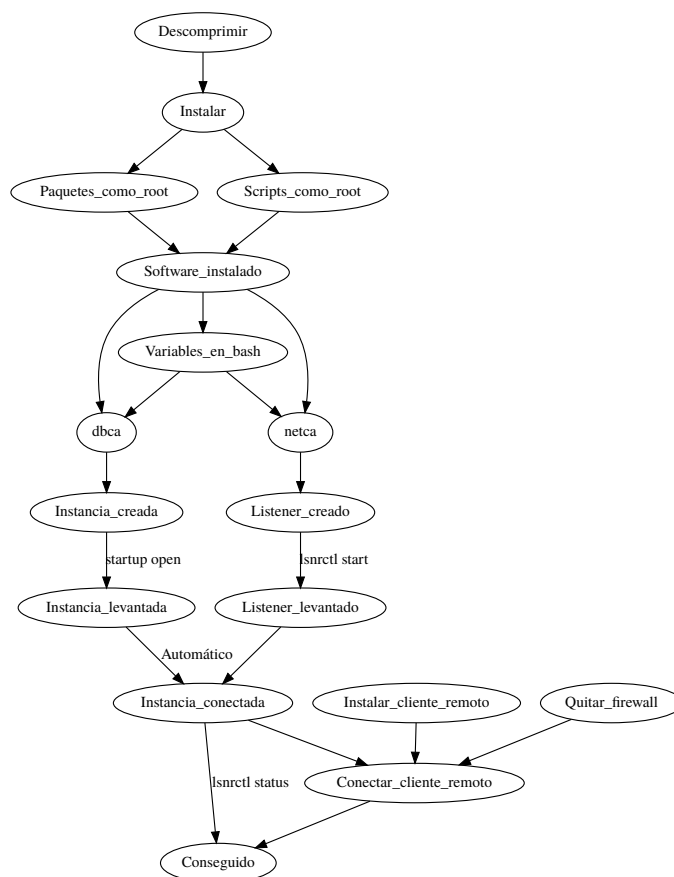 Descomprimir
Instalar
Paquetes_como_root
Scripts_como_root
Software_instalado
Variables_en_bash
dbca
netca
Instancia_creada
Listener_creado
startup open
lsnrctl start
Instancia_levantada
Listener_levantado
Automático
Instancia_conectada
Instalar_cliente_remoto
Quitar_firewall
lsnrctl status
Conectar_cliente_remoto
Conseguido